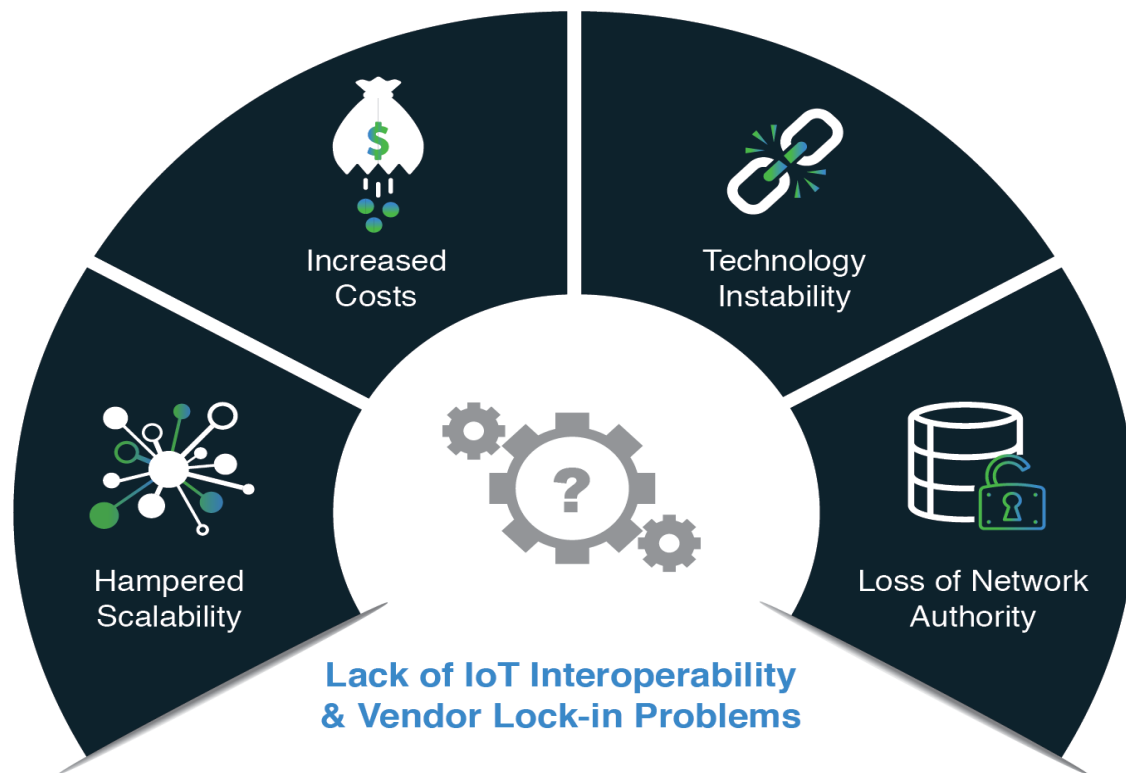 $
Increased
Costs
Technology
Instability
Hampered
Scalability
?
Loss of Network
Authority
Lack of IoT Interoperability
& Vendor Lock-in Problems